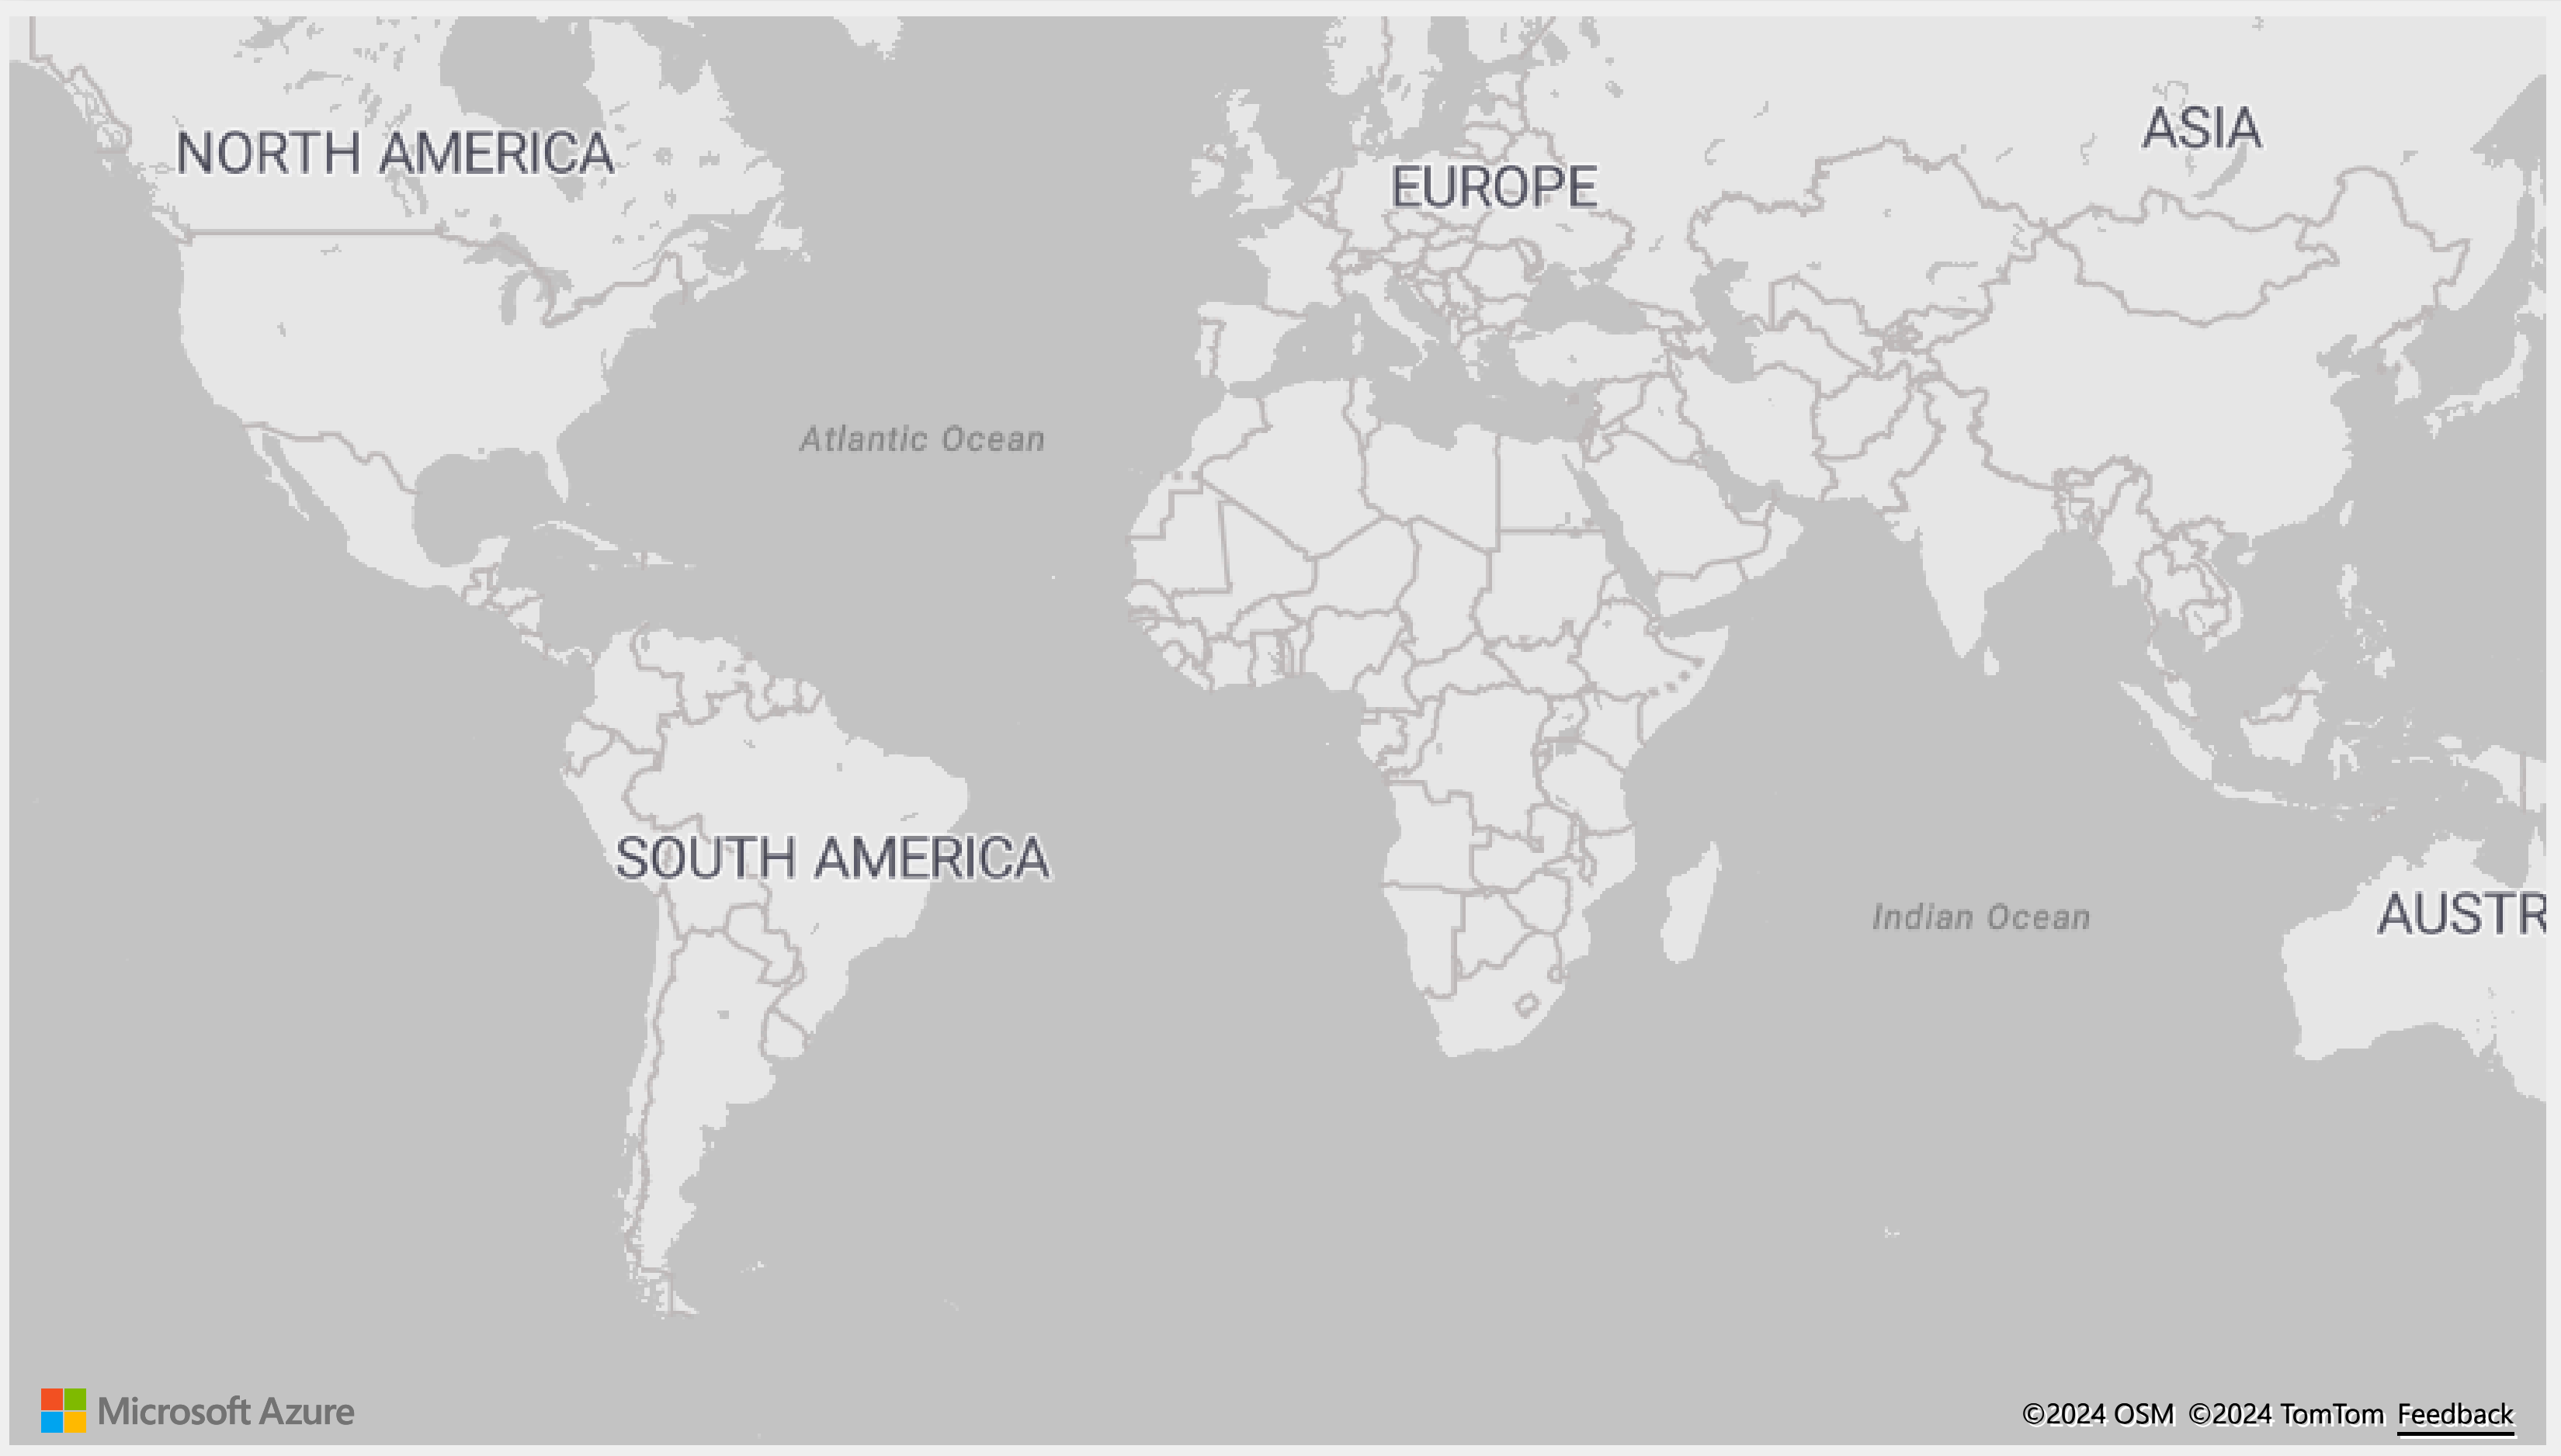 NORTH AMERICA
ASIA
EUROPE
Atlantic Ocean
SOUTH AMERICA
AUSTR
Indian Ocean
Microsoft Azure
©2024 OSM ©2024 TomTom Feedback